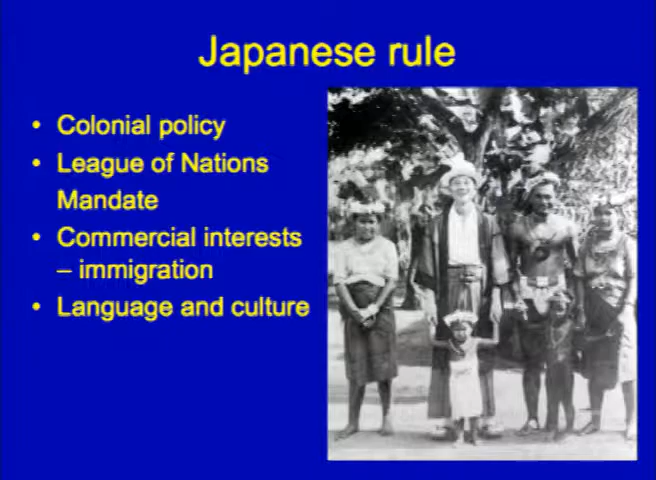 Japanese rule
• Colonial policy
• League of Nations
Mandate
• Commercial interests
– immigration
• Language and culture